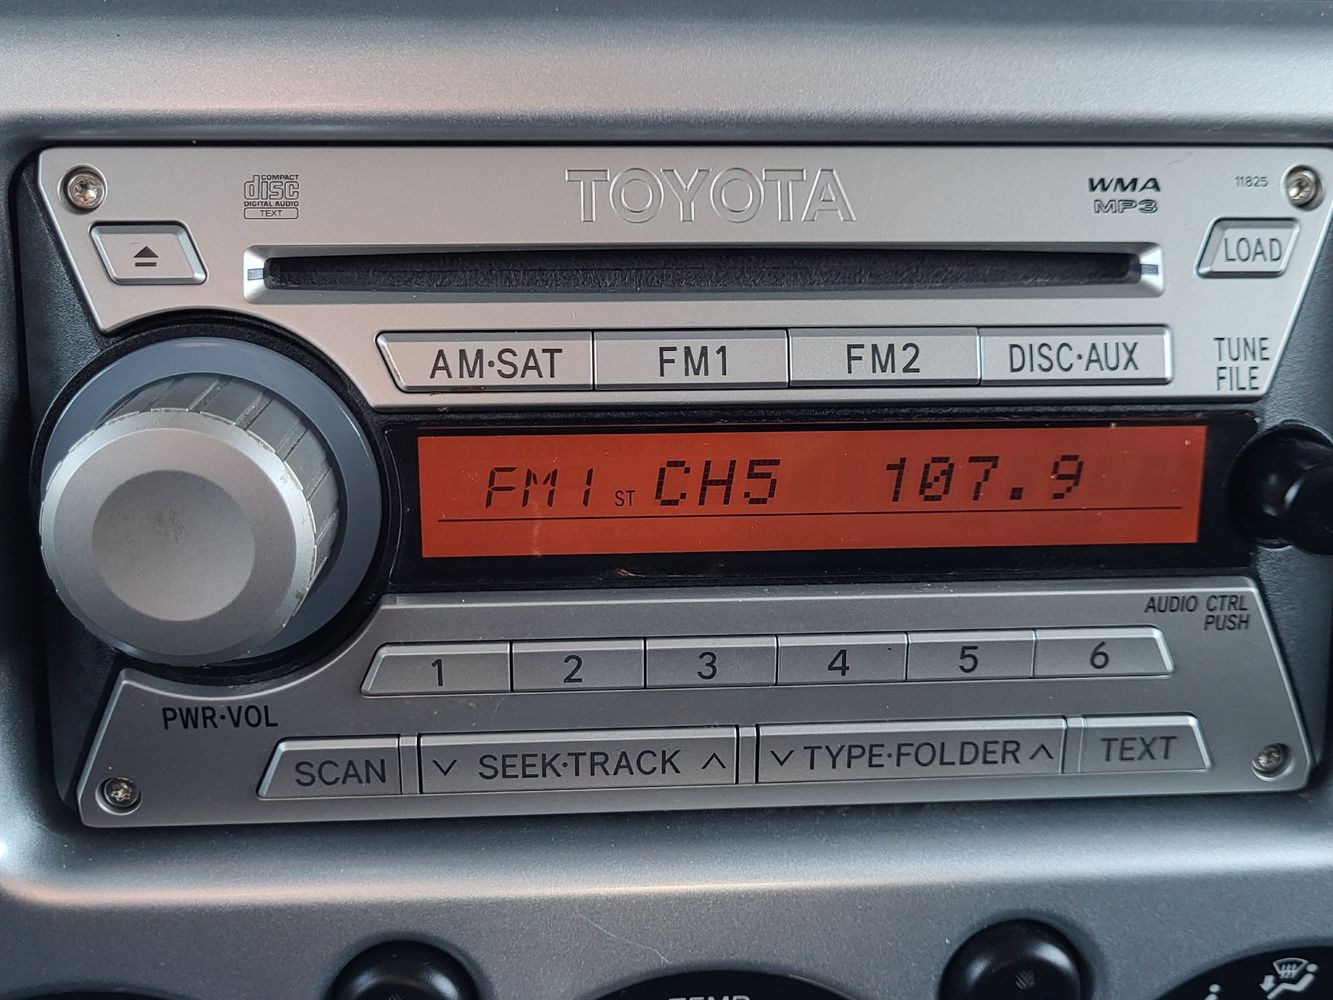 COMPACT
disc
DIGITAL AUDIO
TEXT
TOYOTA
WMA
MP3
11825
LOAD
AM·SAT FM1 FM2 DISC·AUX
TUNE
FILE
FM1 ST CH5 107.9
AUDIO CTRL
PUSH
1 2 3 4 5 6
PWR·VOL
SCAN SEEK·TRACK TYPE·FOLDER TEXT
TEMP